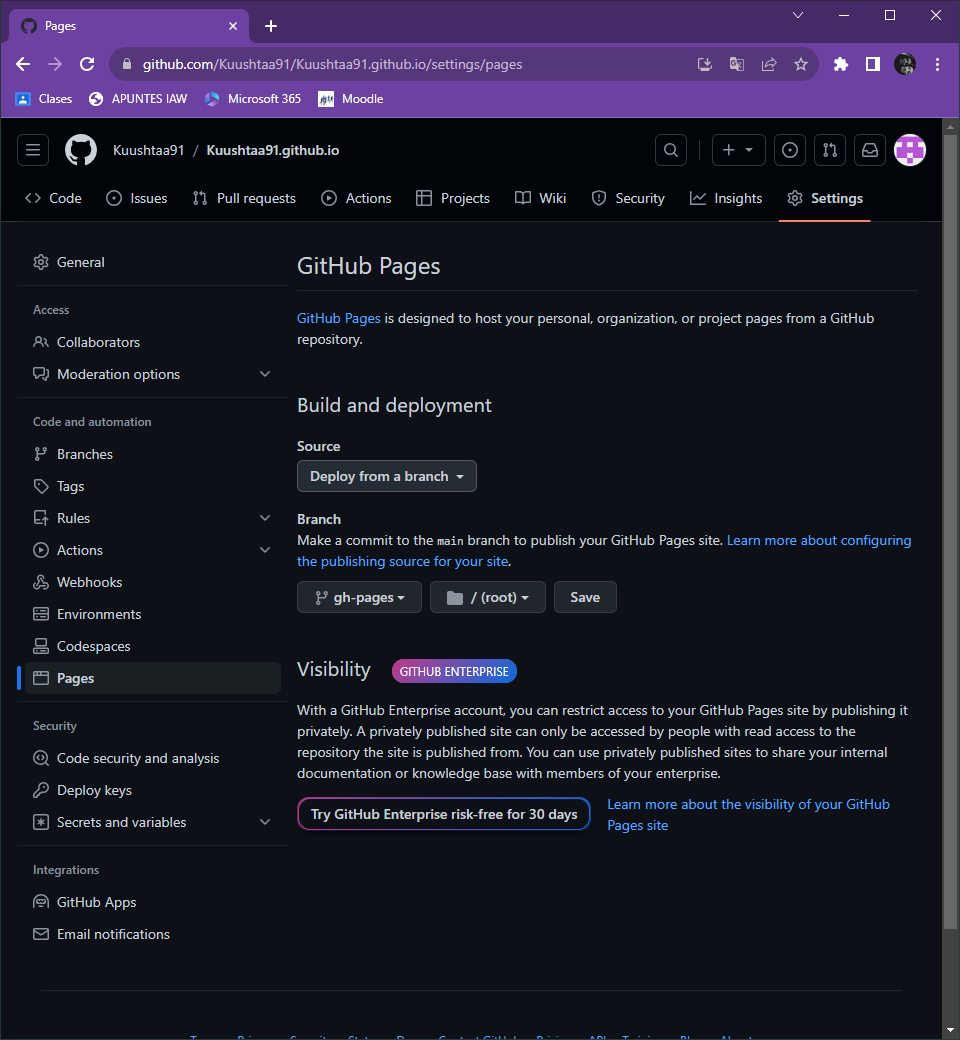 Pages
github.com/Kuushtaa91/Kuushtaa91.github.io/settings/pages
Clases
APUNTES IAW
Microsoft 365
Moodle
Kuushtaa91 / Kuushtaa91.github.io
Code
Issues
Pull requests
Actions
Projects
Wiki
Security
Insights
Settings
General
Access
Collaborators
Moderation options
Code and automation
Branches
Tags
Rules
Actions
Webhooks
Environments
Codespaces
Pages
Security
Code security and analysis
Deploy keys
Secrets and variables
Integrations
GitHub Apps
Email notifications
GitHub Pages
GitHub Pages is designed to host your personal, organization, or project pages from a GitHub
repository.
Build and deployment
Source
Deploy from a branch
Branch
Make a commit to the main branch to publish your GitHub Pages site. Learn more about configuring
the publishing source for your site.
gh-pages
/ (root)
Save
Visibility
GITHUB ENTERPRISE
With a GitHub Enterprise account, you can restrict access to your GitHub Pages site by publishing it
privately. A privately published site can only be accessed by people with read access to the
repository the site is published from. You can use privately published sites to share your internal
documentation or knowledge base with members of your enterprise.
Try GitHub Enterprise risk-free for 30 days
Learn more about the visibility of your GitHub
Pages site